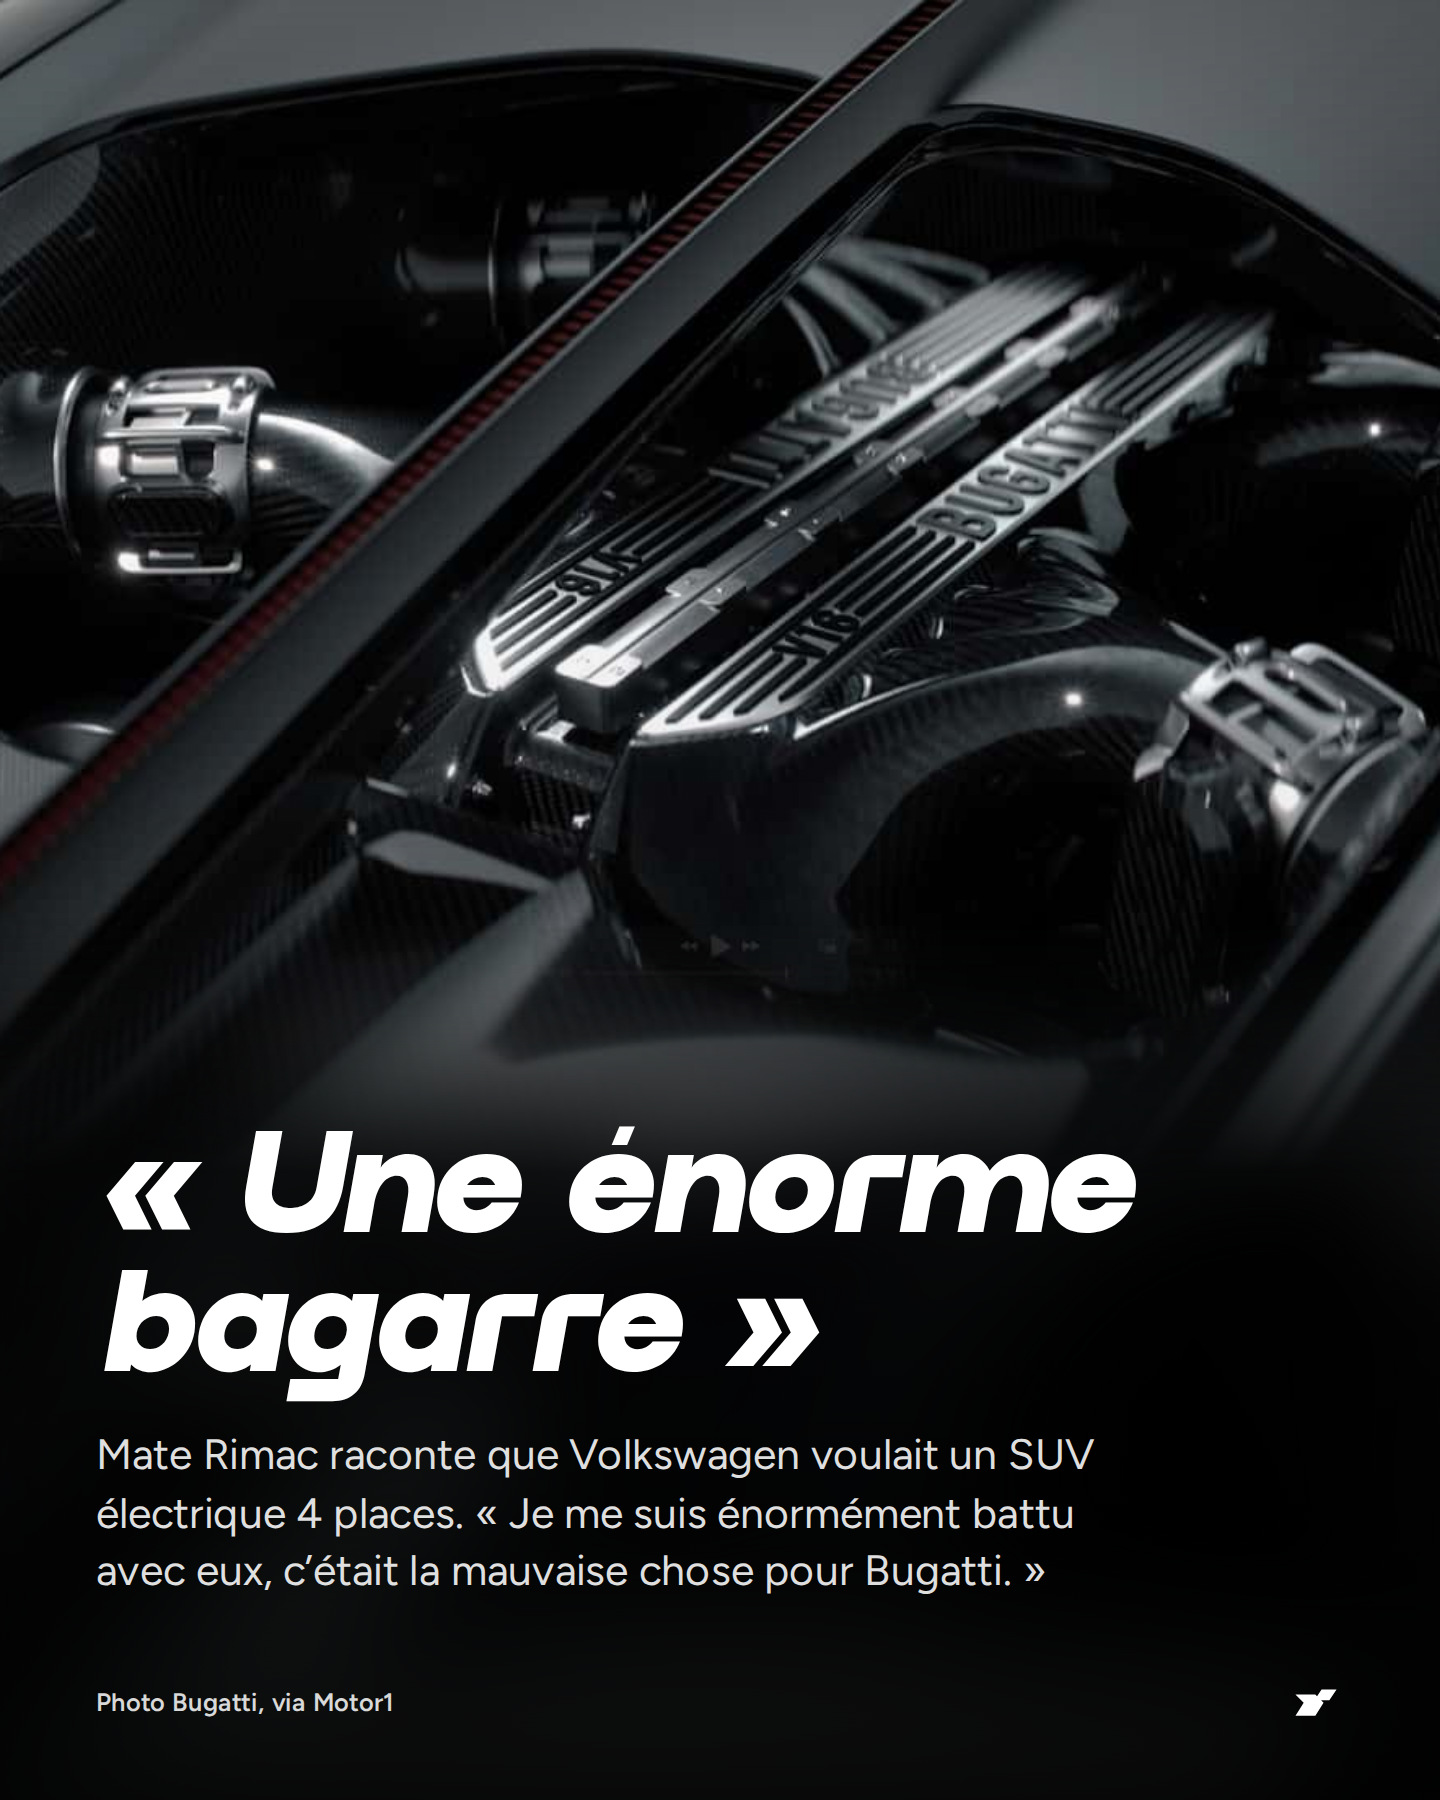 BUGATTI
V16
BUGATTI
V16
« Une énorme
bagarre »
Mate Rimac raconte que Volkswagen voulait un SUV
électrique 4 places. « Je me suis énormément battu
avec eux, c’était la mauvaise chose pour Bugatti. »
Photo Bugatti, via Motor1